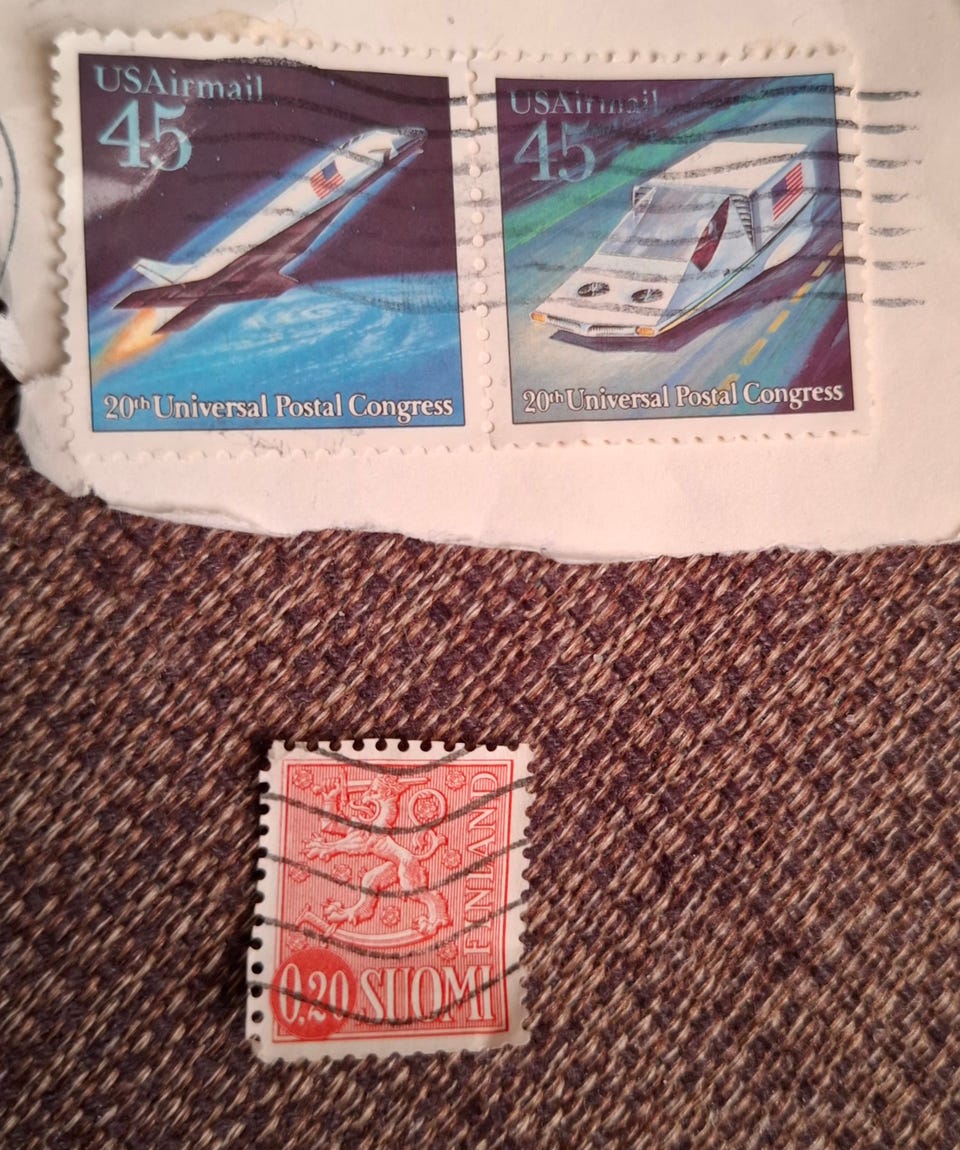 USAirmail
45
20th Universal Postal Congress
USAirmail
45
20th Universal Postal Congress
FINLAND
0,20 SUOMI